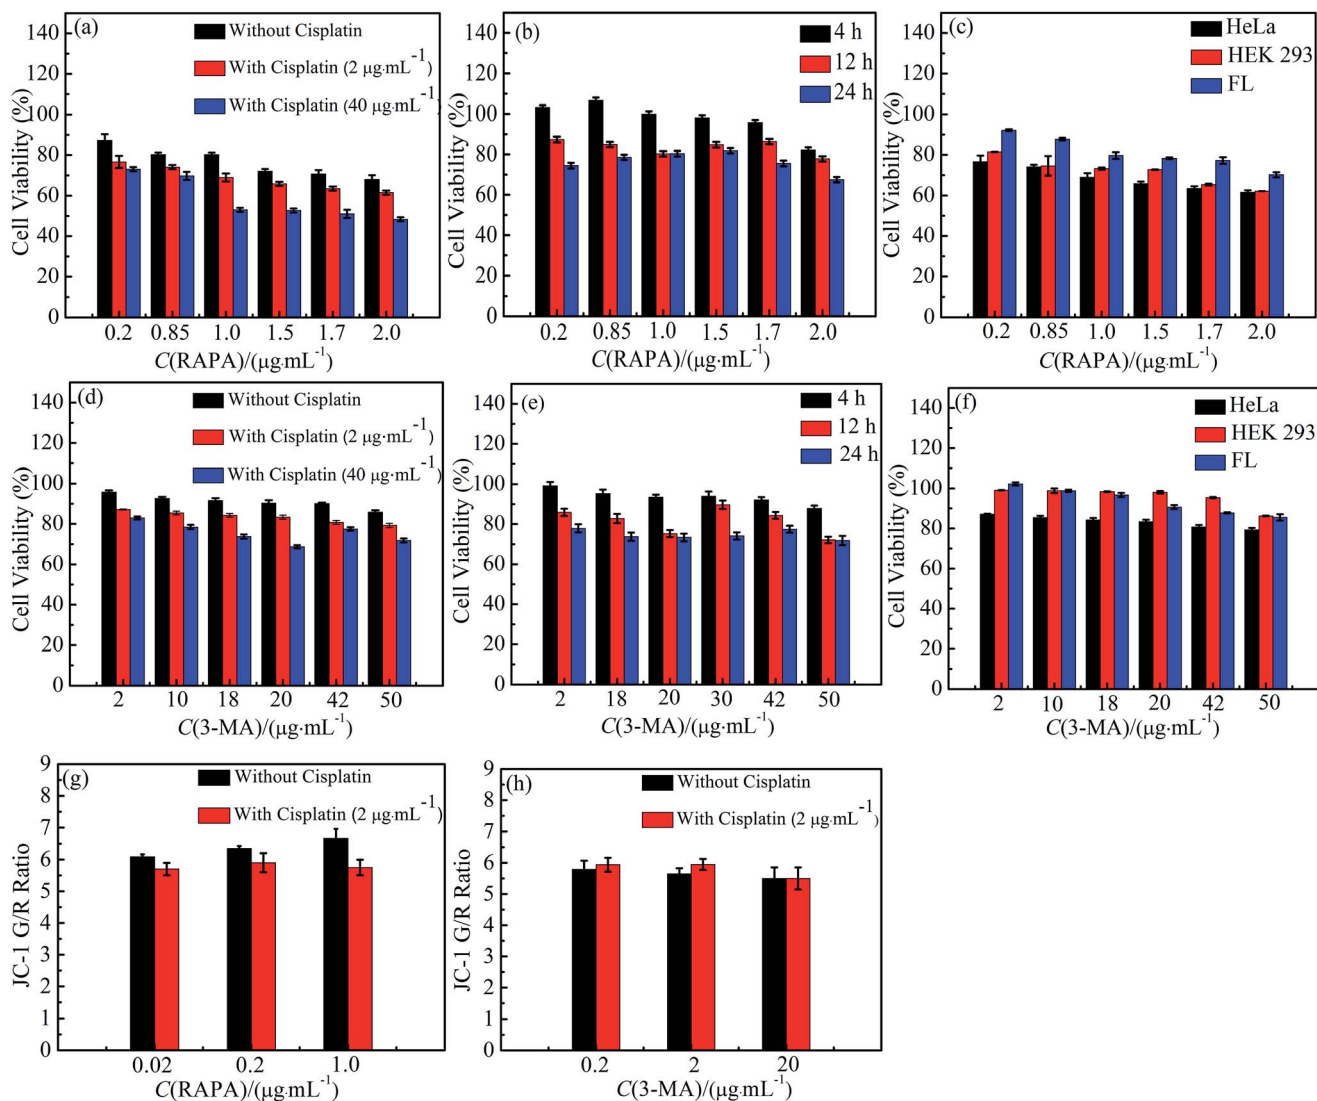 (a)
Without Cisplatin
With Cisplatin (2 μg·mL⁻¹)
With Cisplatin (40 μg·mL⁻¹)
Cell Viability (%)
140
120
100
80
60
40
20
0
0.2 0.85 1.0 1.5 1.7 2.0
C(RAPA)/(μg·mL⁻¹)
(b)
4 h
12 h
24 h
Cell Viability (%)
140
120
100
80
60
40
20
0
0.2 0.85 1.0 1.5 1.7 2.0
C(RAPA)/(μg·mL⁻¹)
(c)
HeLa
HEK 293
FL
Cell Viability (%)
140
120
100
80
60
40
20
0
0.2 0.85 1.0 1.5 1.7 2.0
C(RAPA)/(μg·mL⁻¹)
(d)
Without Cisplatin
With Cisplatin (2 μg·mL⁻¹)
With Cisplatin (40 μg·mL⁻¹)
Cell Viability (%)
140
120
100
80
60
40
20
0
2 10 18 20 42 50
C(3-MA)/(μg·mL⁻¹)
(e)
4 h
12 h
24 h
Cell Viability (%)
140
120
100
80
60
40
20
0
2 18 20 30 42 50
C(3-MA)/(μg·mL⁻¹)
(f)
HeLa
HEK 293
FL
Cell Viability (%)
140
120
100
80
60
40
20
0
2 10 18 20 42 50
C(3-MA)/(μg·mL⁻¹)
(g)
Without Cisplatin
With Cisplatin (2 μg·mL⁻¹)
JC-1 G/R Ratio
9
8
7
6
5
4
3
2
1
0
0.02 0.2 1.0
C(RAPA)/(μg·mL⁻¹)
(h)
Without Cisplatin
With Cisplatin (2 μg·mL⁻¹)
JC-1 G/R Ratio
9
8
7
6
5
4
3
2
1
0
0.2 2 20
C(3-MA)/(μg·mL⁻¹)